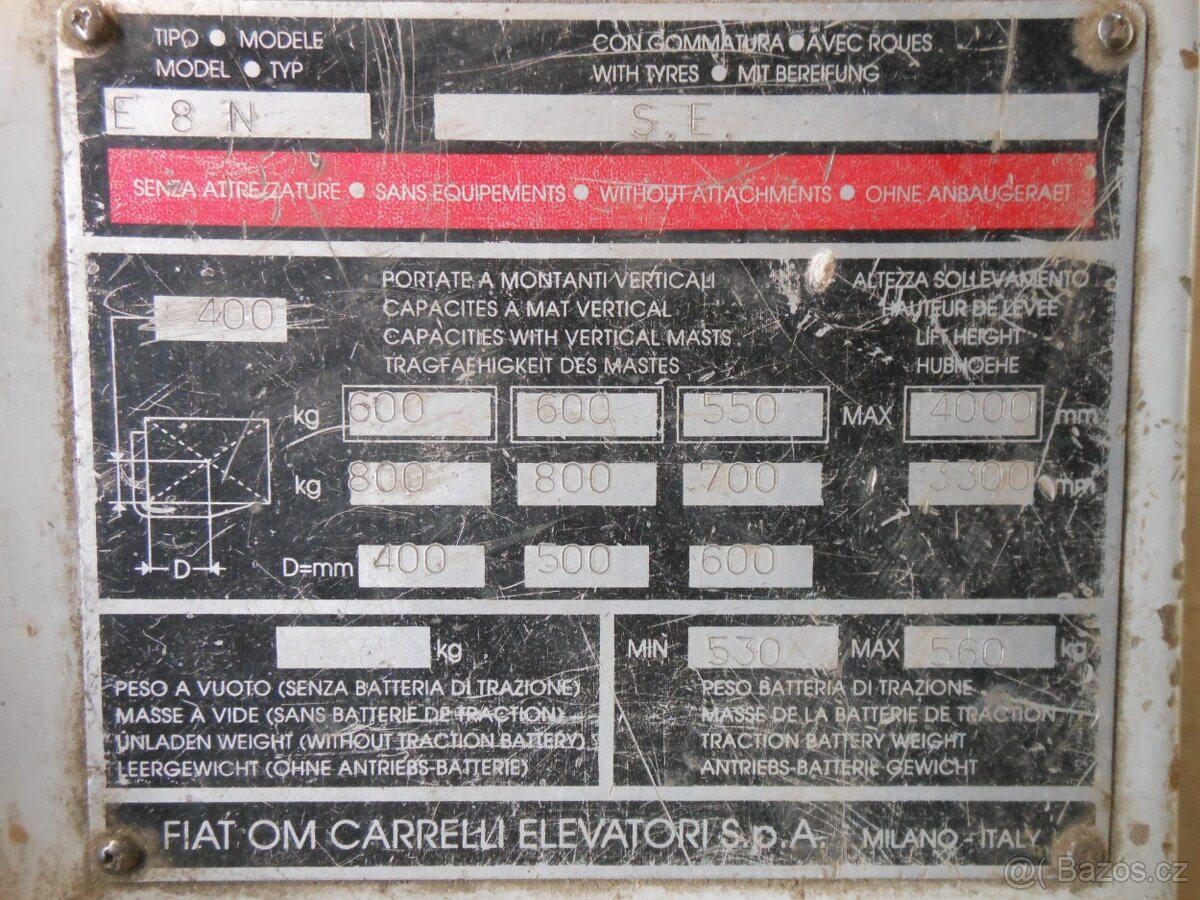 TIPO ● MODELE
MODEL ● TYP
CON GOMMATURA ● AVEC ROUES
WITH TYRES ● MIT BEREIFUNG
E 8 N
S.E.
SENZA ATTREZZATURE ● SANS EQUIPEMENTS ● WITHOUT ATTACHMENTS ● OHNE ANBAUGERAET
400
PORTATE A MONTANTI VERTICALI
CAPACITES À MAT VERTICAL
CAPACITIES WITH VERTICAL MASTS
TRAGFAEHIGKEIT DES MASTES
ALTEZZA SOLLEVAMENTO
HAUTEUR DE LEVÉE
LIFT HEIGHT
HUBHOEHE
kg 600 600 550 MAX 4000 mm
kg 800 800 700 3300 mm
D D=mm 400 500 600
kg
PESO A VUOTO (SENZA BATTERIA DI TRAZIONE)
MASSE À VIDE (SANS BATTERIE DE TRACTION)
UNLADEN WEIGHT (WITHOUT TRACTION BATTERY)
LEERGEWICHT (OHNE ANTRIEBS-BATTERIE)
MIN 530 MAX 560 kg
PESO BATTERIA DI TRAZIONE
MASSE DE LA BATTERIE DE TRACTION
TRACTION BATTERY WEIGHT
ANTRIEBS-BATTERIE GEWICHT
FIAT OM CARRELLI ELEVATORI S.p.A. MILANO - ITALY
@( Bazos.cz